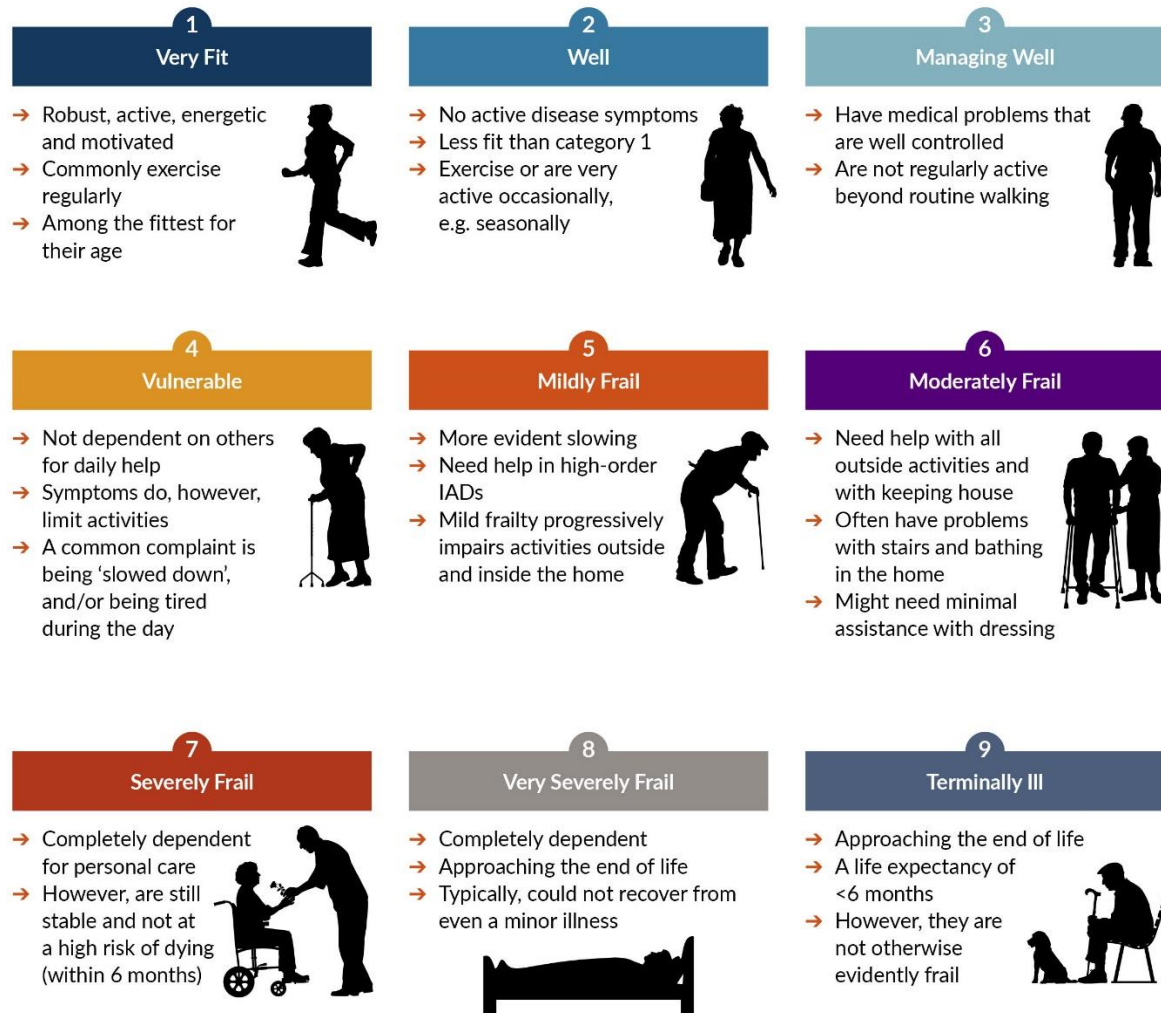 1
Very Fit
→ Robust, active, energetic
and motivated
→ Commonly exercise
regularly
→ Among the fittest for
their age
2
Well
→ No active disease symptoms
→ Less fit than category 1
→ Exercise or are very
active occasionally,
e.g. seasonally
3
Managing Well
→ Have medical problems that
are well controlled
→ Are not regularly active
beyond routine walking
4
Vulnerable
→ Not dependent on others
for daily help
→ Symptoms do, however,
limit activities
→ A common complaint is
being ‘slowed down’,
and/or being tired
during the day
5
Mildly Frail
→ More evident slowing
→ Need help in high-order
IADs
→ Mild frailty progressively
impairs activities outside
and inside the home
6
Moderately Frail
→ Need help with all
outside activities and
with keeping house
→ Often have problems
with stairs and bathing
in the home
→ Might need minimal
assistance with dressing
7
Severely Frail
→ Completely dependent
for personal care
→ However, are still
stable and not at
a high risk of dying
(within 6 months)
8
Very Severely Frail
→ Completely dependent
→ Approaching the end of life
→ Typically, could not recover from
even a minor illness
9
Terminally Ill
→ Approaching the end of life
→ A life expectancy of
<6 months
→ However, they are
not otherwise
evidently frail